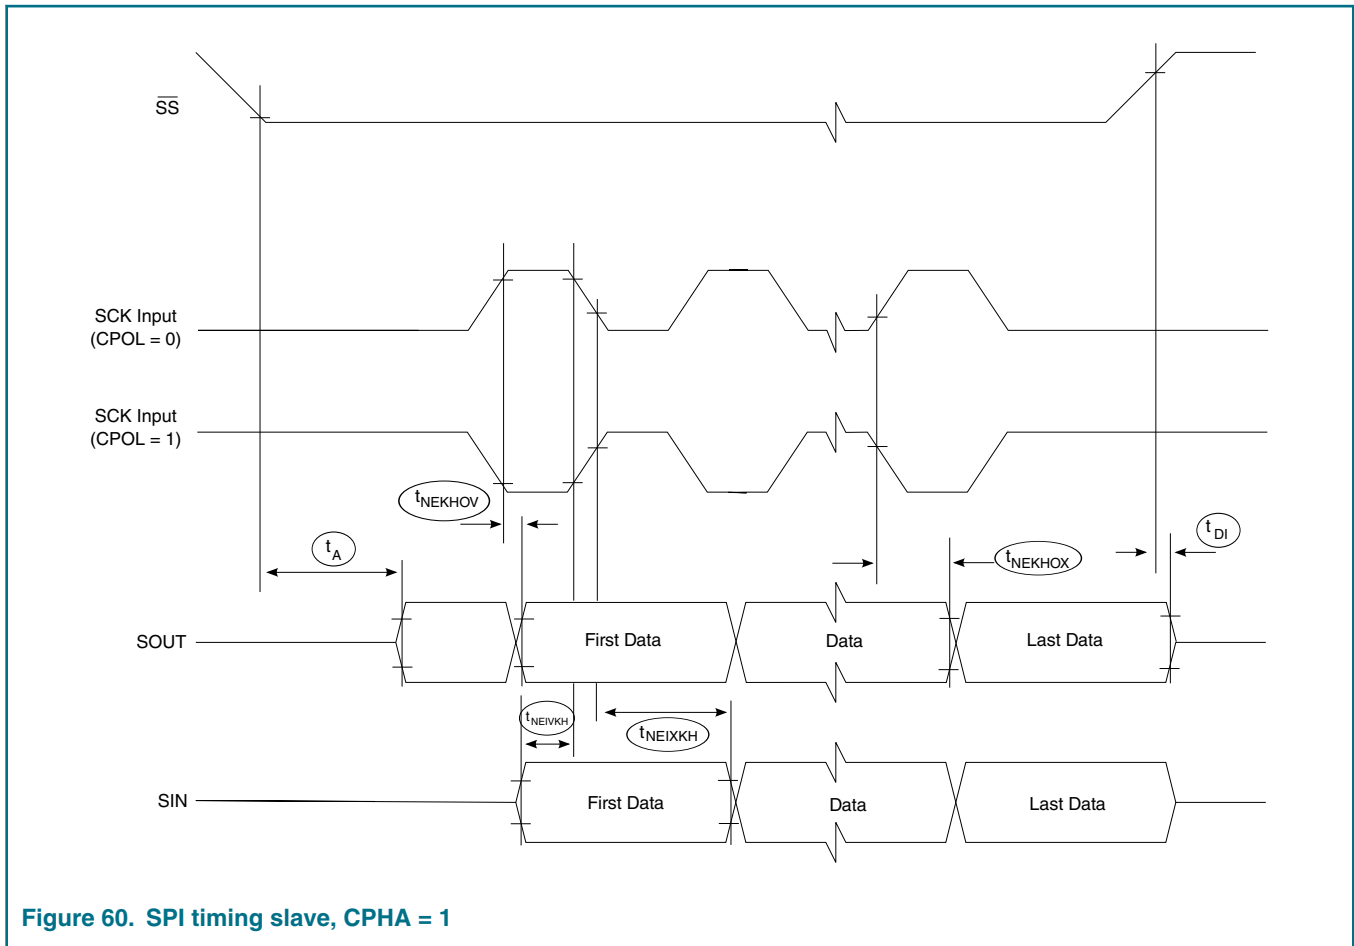 SS
SCK Input
(CPOL = 0)
SCK Input
(CPOL = 1)
tNEKHOV
tA
tDI
tNEKHOX
SOUT
First Data
Data
Last Data
tNEIVKH
tNEIXKH
SIN
First Data
Data
Last Data
Figure 60. SPI timing slave, CPHA = 1